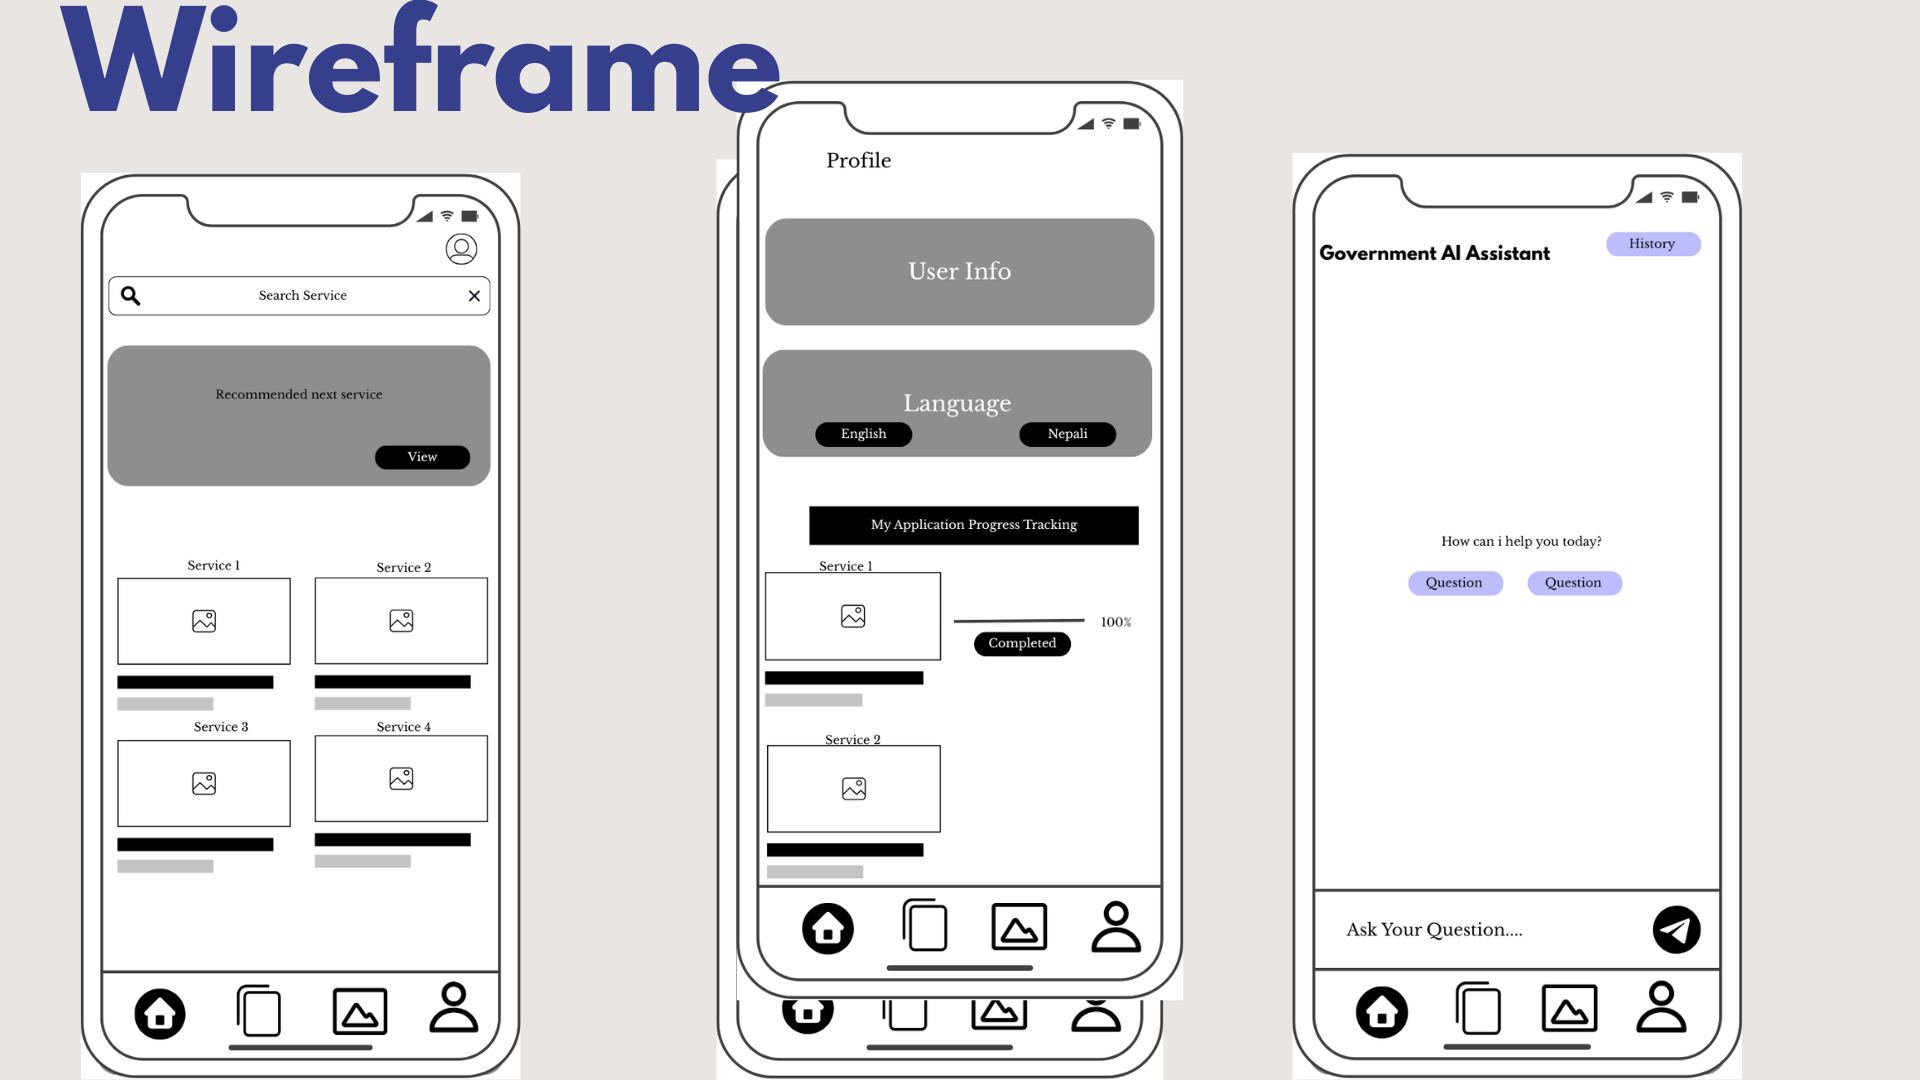 Wireframe
Search Service
Recommended next service
View
Service 1
Service 2
Service 3
Service 4
Profile
User Info
Language
English
Nepali
My Application Progress Tracking
Service 1
100%
Completed
Service 2
Government AI Assistant
History
How can i help you today?
Question
Question
Ask Your Question....